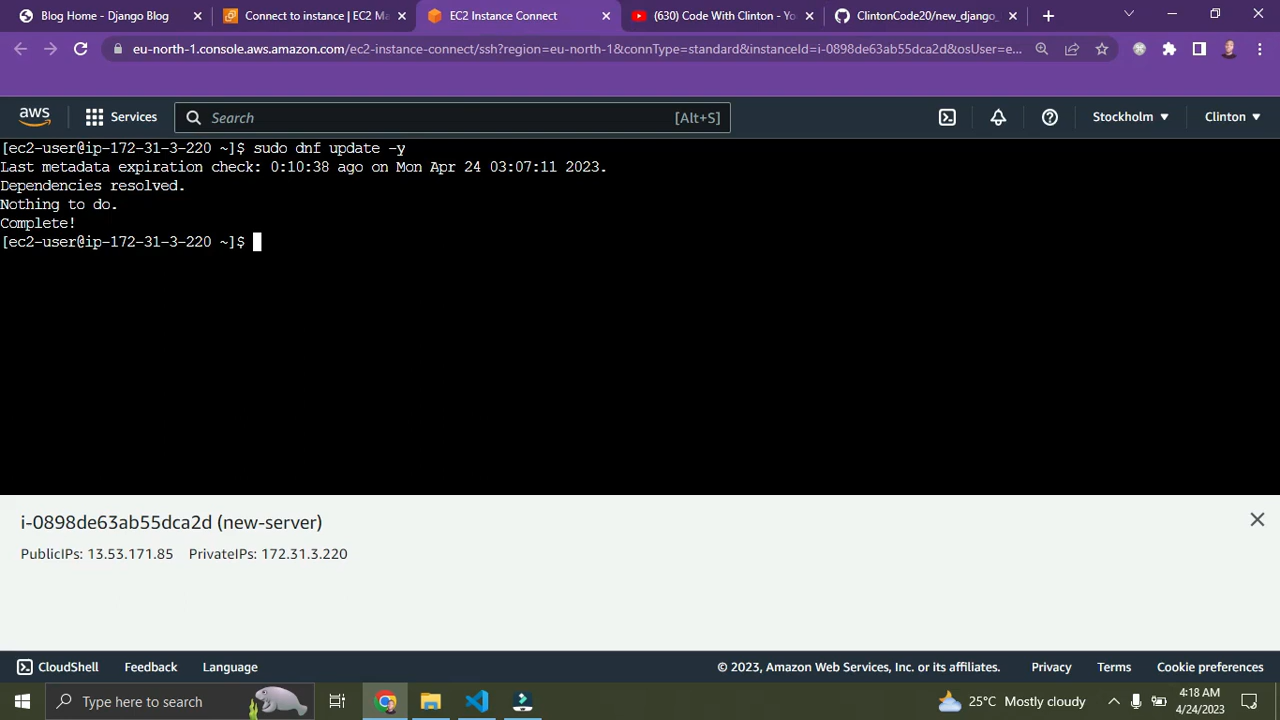 Blog Home - Django Blog
Connect to instance | EC2 Ma
EC2 Instance Connect
(630) Code With Clinton - Yo
ClintonCode20/new_django_
eu-north-1.console.aws.amazon.com/ec2-instance-connect/ssh?region=eu-north-1&connType=standard&instanceId=i-0898de63ab55dca2d&osUser=e...
aws
Services
Search
[Alt+S]
Stockholm
Clinton
[ec2-user@ip-172-31-3-220 ~]$ sudo dnf update -y
Last metadata expiration check: 0:10:38 ago on Mon Apr 24 03:07:11 2023.
Dependencies resolved.
Nothing to do.
Complete!
[ec2-user@ip-172-31-3-220 ~]$
i-0898de63ab55dca2d (new-server)
PublicIPs: 13.53.171.85 PrivateIPs: 172.31.3.220
CloudShell
Feedback
Language
© 2023, Amazon Web Services, Inc. or its affiliates.
Privacy
Terms
Cookie preferences
Type here to search
25°C Mostly cloudy
4:18 AM
4/24/2023